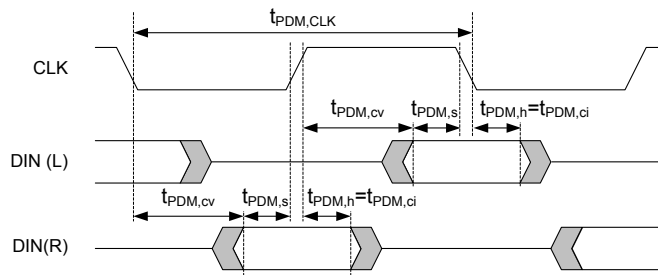 tPDM,CLK
CLK
tPDM,cv tPDM,s tPDM,h=tPDM,ci
DIN (L)
tPDM,cv tPDM,s tPDM,h=tPDM,ci
DIN(R)